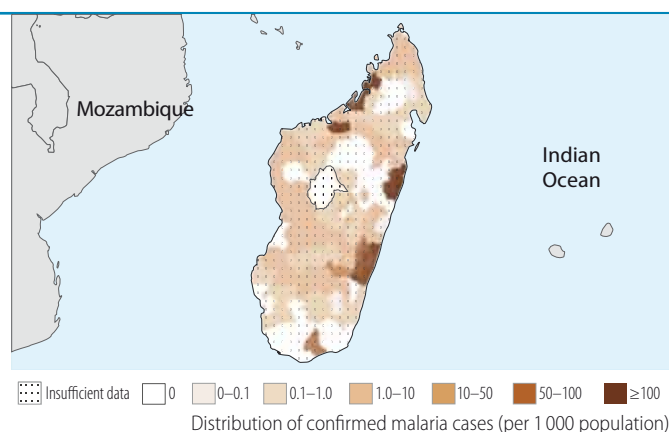 Mozambique
Indian
Ocean
Insufficient data 0 0–0.1 0.1–1.0 1.0–10 10–50 50–100 ≥100
Distribution of confirmed malaria cases (per 1 000 population)